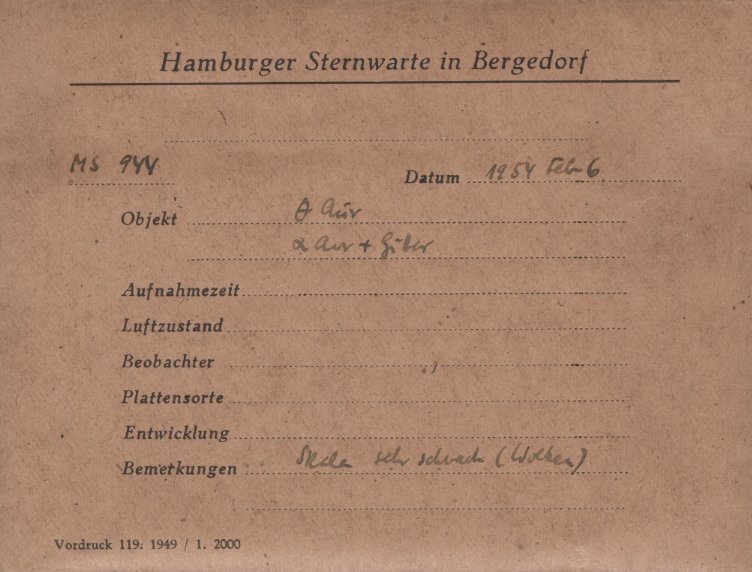 Hamburger Sternwarte in Bergedorf
MS 944 Datum 1954 Feb 6
Objekt θ Aur
α Aur + Gitter
Aufnahmezeit
Luftzustand
Beobachter
Plattensorte
Entwicklung
Bemerkungen Skalen sehr schwach (Wolken)
Vordruck 119. 1949 / 1. 2000